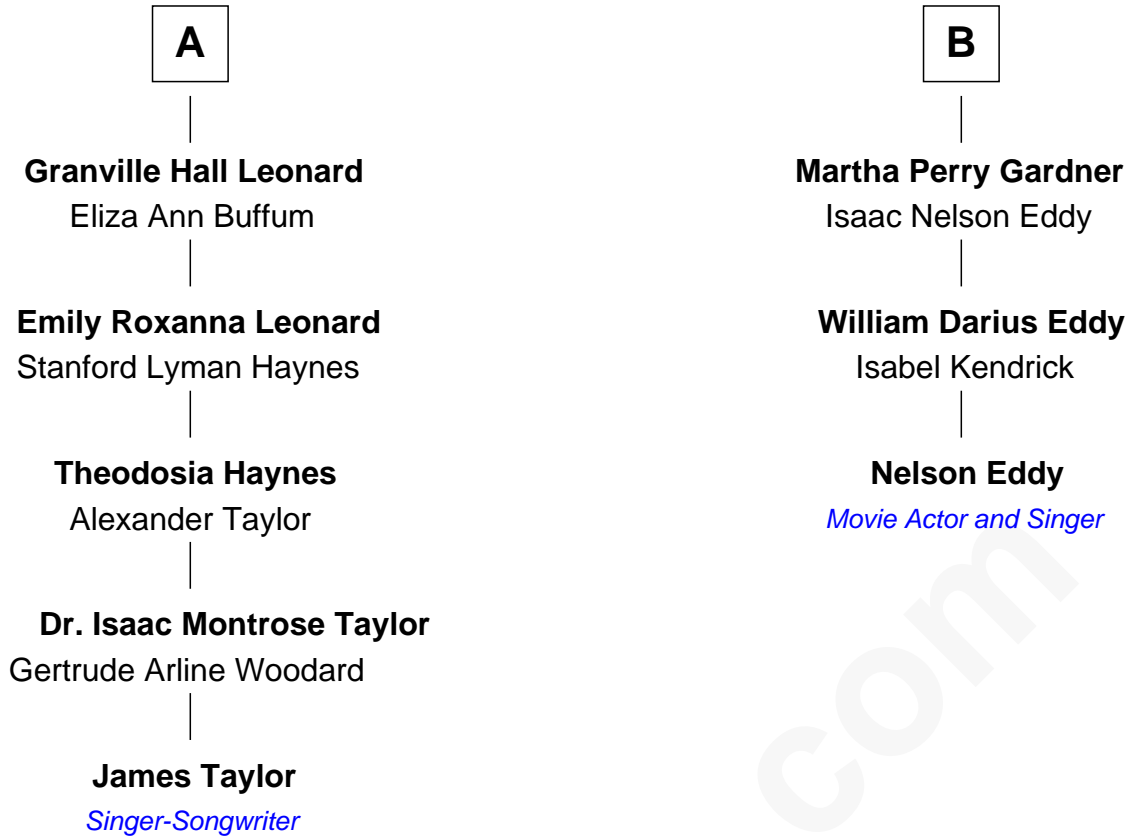 A
Granville Hall Leonard
Eliza Ann Buffum
Emily Roxanna Leonard
Stanford Lyman Haynes
Theodosia Haynes
Alexander Taylor
Dr. Isaac Montrose Taylor
Gertrude Arline Woodard
James Taylor
Singer-Songwriter
B
Martha Perry Gardner
Isaac Nelson Eddy
William Darius Eddy
Isabel Kendrick
Nelson Eddy
Movie Actor and Singer
com